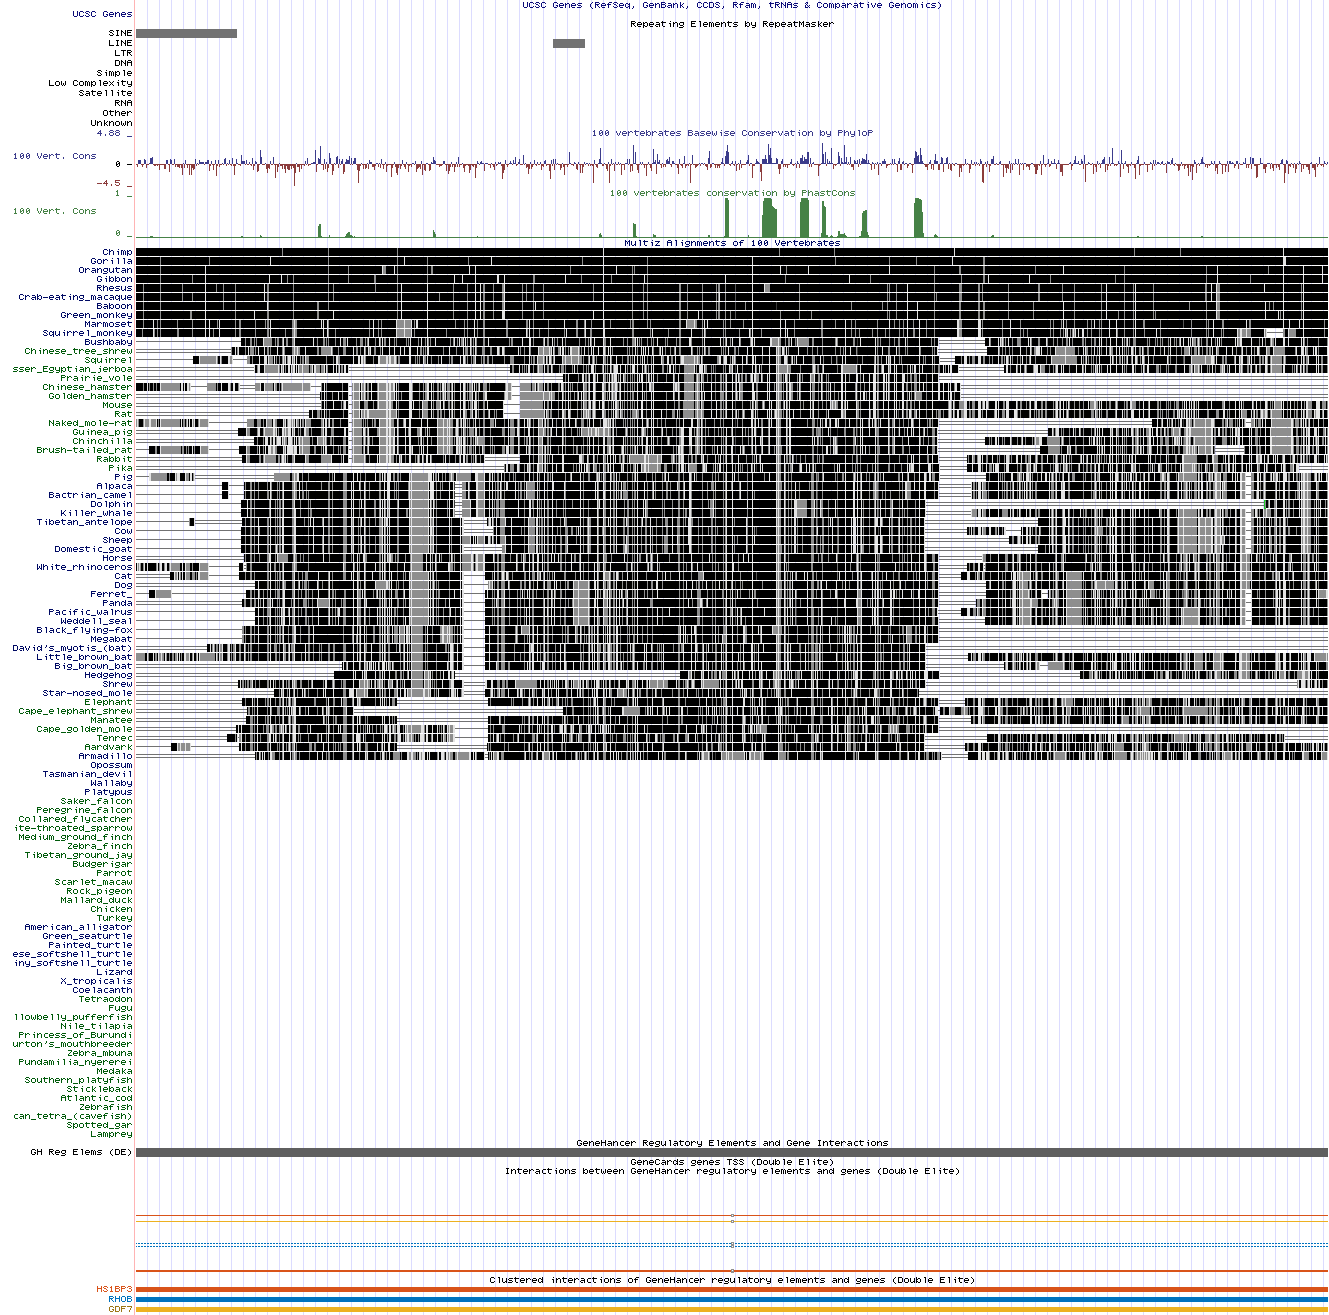 UCSC Genes (RefSeq, GenBank, CCDS, Rfam, tRNAs & Comparative Genomics)
UCSC Genes
Repeating Elements by RepeatMasker
SINE
LINE
LTR
DNA
Simple
Low Complexity
Satellite
RNA
Other
Unknown
100 vertebrates Basewise Conservation by PhyloP
4.88 _
100 Vert. Cons
0 _
-4.5 _
100 vertebrates conservation by PhastCons
1 _
100 Vert. Cons
0 _
Multiz Alignments of 100 Vertebrates
Chimp
Gorilla
Orangutan
Gibbon
Rhesus
Crab-eating_macaque
Baboon
Green_monkey
Marmoset
Squirrel_monkey
Bushbaby
Chinese_tree_shrew
Squirrel
sser_Egyptian_jerboa
Prairie_vole
Chinese_hamster
Golden_hamster
Mouse
Rat
Naked_mole-rat
Guinea_pig
Chinchilla
Brush-tailed_rat
Rabbit
Pika
Pig
Alpaca
Bactrian_camel
Dolphin
Killer_whale
Tibetan_antelope
Cow
Sheep
Domestic_goat
Horse
White_rhinoceros
Cat
Dog
Ferret_
Panda
Pacific_walrus
Weddell_seal
Black_flying-fox
Megabat
David's_myotis_(bat)
Little_brown_bat
Big_brown_bat
Hedgehog
Shrew
Star-nosed_mole
Elephant
Cape_elephant_shrew
Manatee
Cape_golden_mole
Tenrec
Aardvark
Armadillo
Opossum
Tasmanian_devil
Wallaby
Platypus
Saker_falcon
Peregrine_falcon
Collared_flycatcher
ite-throated_sparrow
Medium_ground_finch
Zebra_finch
Tibetan_ground_jay
Budgerigar
Parrot
Scarlet_macaw
Rock_pigeon
Mallard_duck
Chicken
Turkey
American_alligator
Green_seaturtle
Painted_turtle
ese_softshell_turtle
iny_softshell_turtle
Lizard
X_tropicalis
Coelacanth
Tetraodon
Fugu
llowbelly_pufferfish
Nile_tilapia
Princess_of_Burundi
urton's_mouthbreeder
Zebra_mbuna
Pundamilia_nyererei
Medaka
Southern_platyfish
Stickleback
Atlantic_cod
Zebrafish
can_tetra_(cavefish)
Spotted_gar
Lamprey
GeneHancer Regulatory Elements and Gene Interactions
GH Reg Elems (DE)
GeneCards genes TSS (Double Elite)
Interactions between GeneHancer regulatory elements and genes (Double Elite)
Clustered interactions of GeneHancer regulatory elements and genes (Double Elite)
HS1BP3
RHOB
GDF7